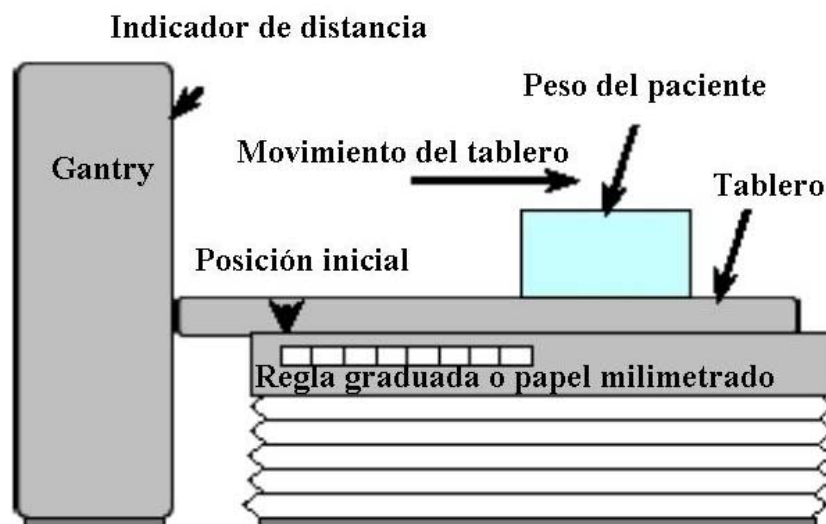 Indicador de distancia
Peso del paciente
Movimiento del tablero
Gantry
Tablero
Posición inicial
Regla graduada o papel milimetrado